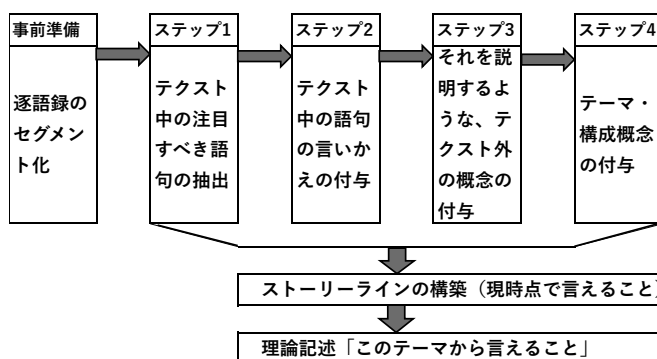 事前準備
逐語録の
セグメント
ト化
ステップ1
テクスト
中の注目
すべき語
句の抽出
ステップ2
テクスト
中の語句
の言いか
えの付与
ステップ3
それを説
明するよ
うな、テ
クスト外
の概念の
付与
ステップ4
テーマ・
構成概念
の付与
ストーリーラインの構築（現時点で言えること）
理論記述「このテーマから言えること」